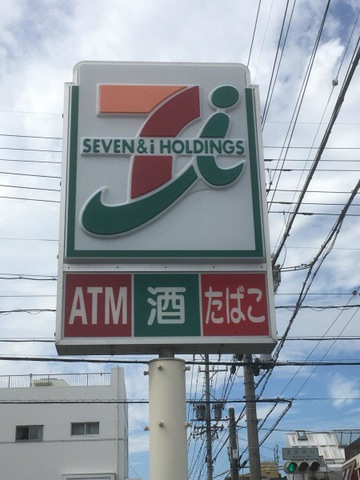 SEVEN & i HOLDINGS
ATM 酒 たばこ